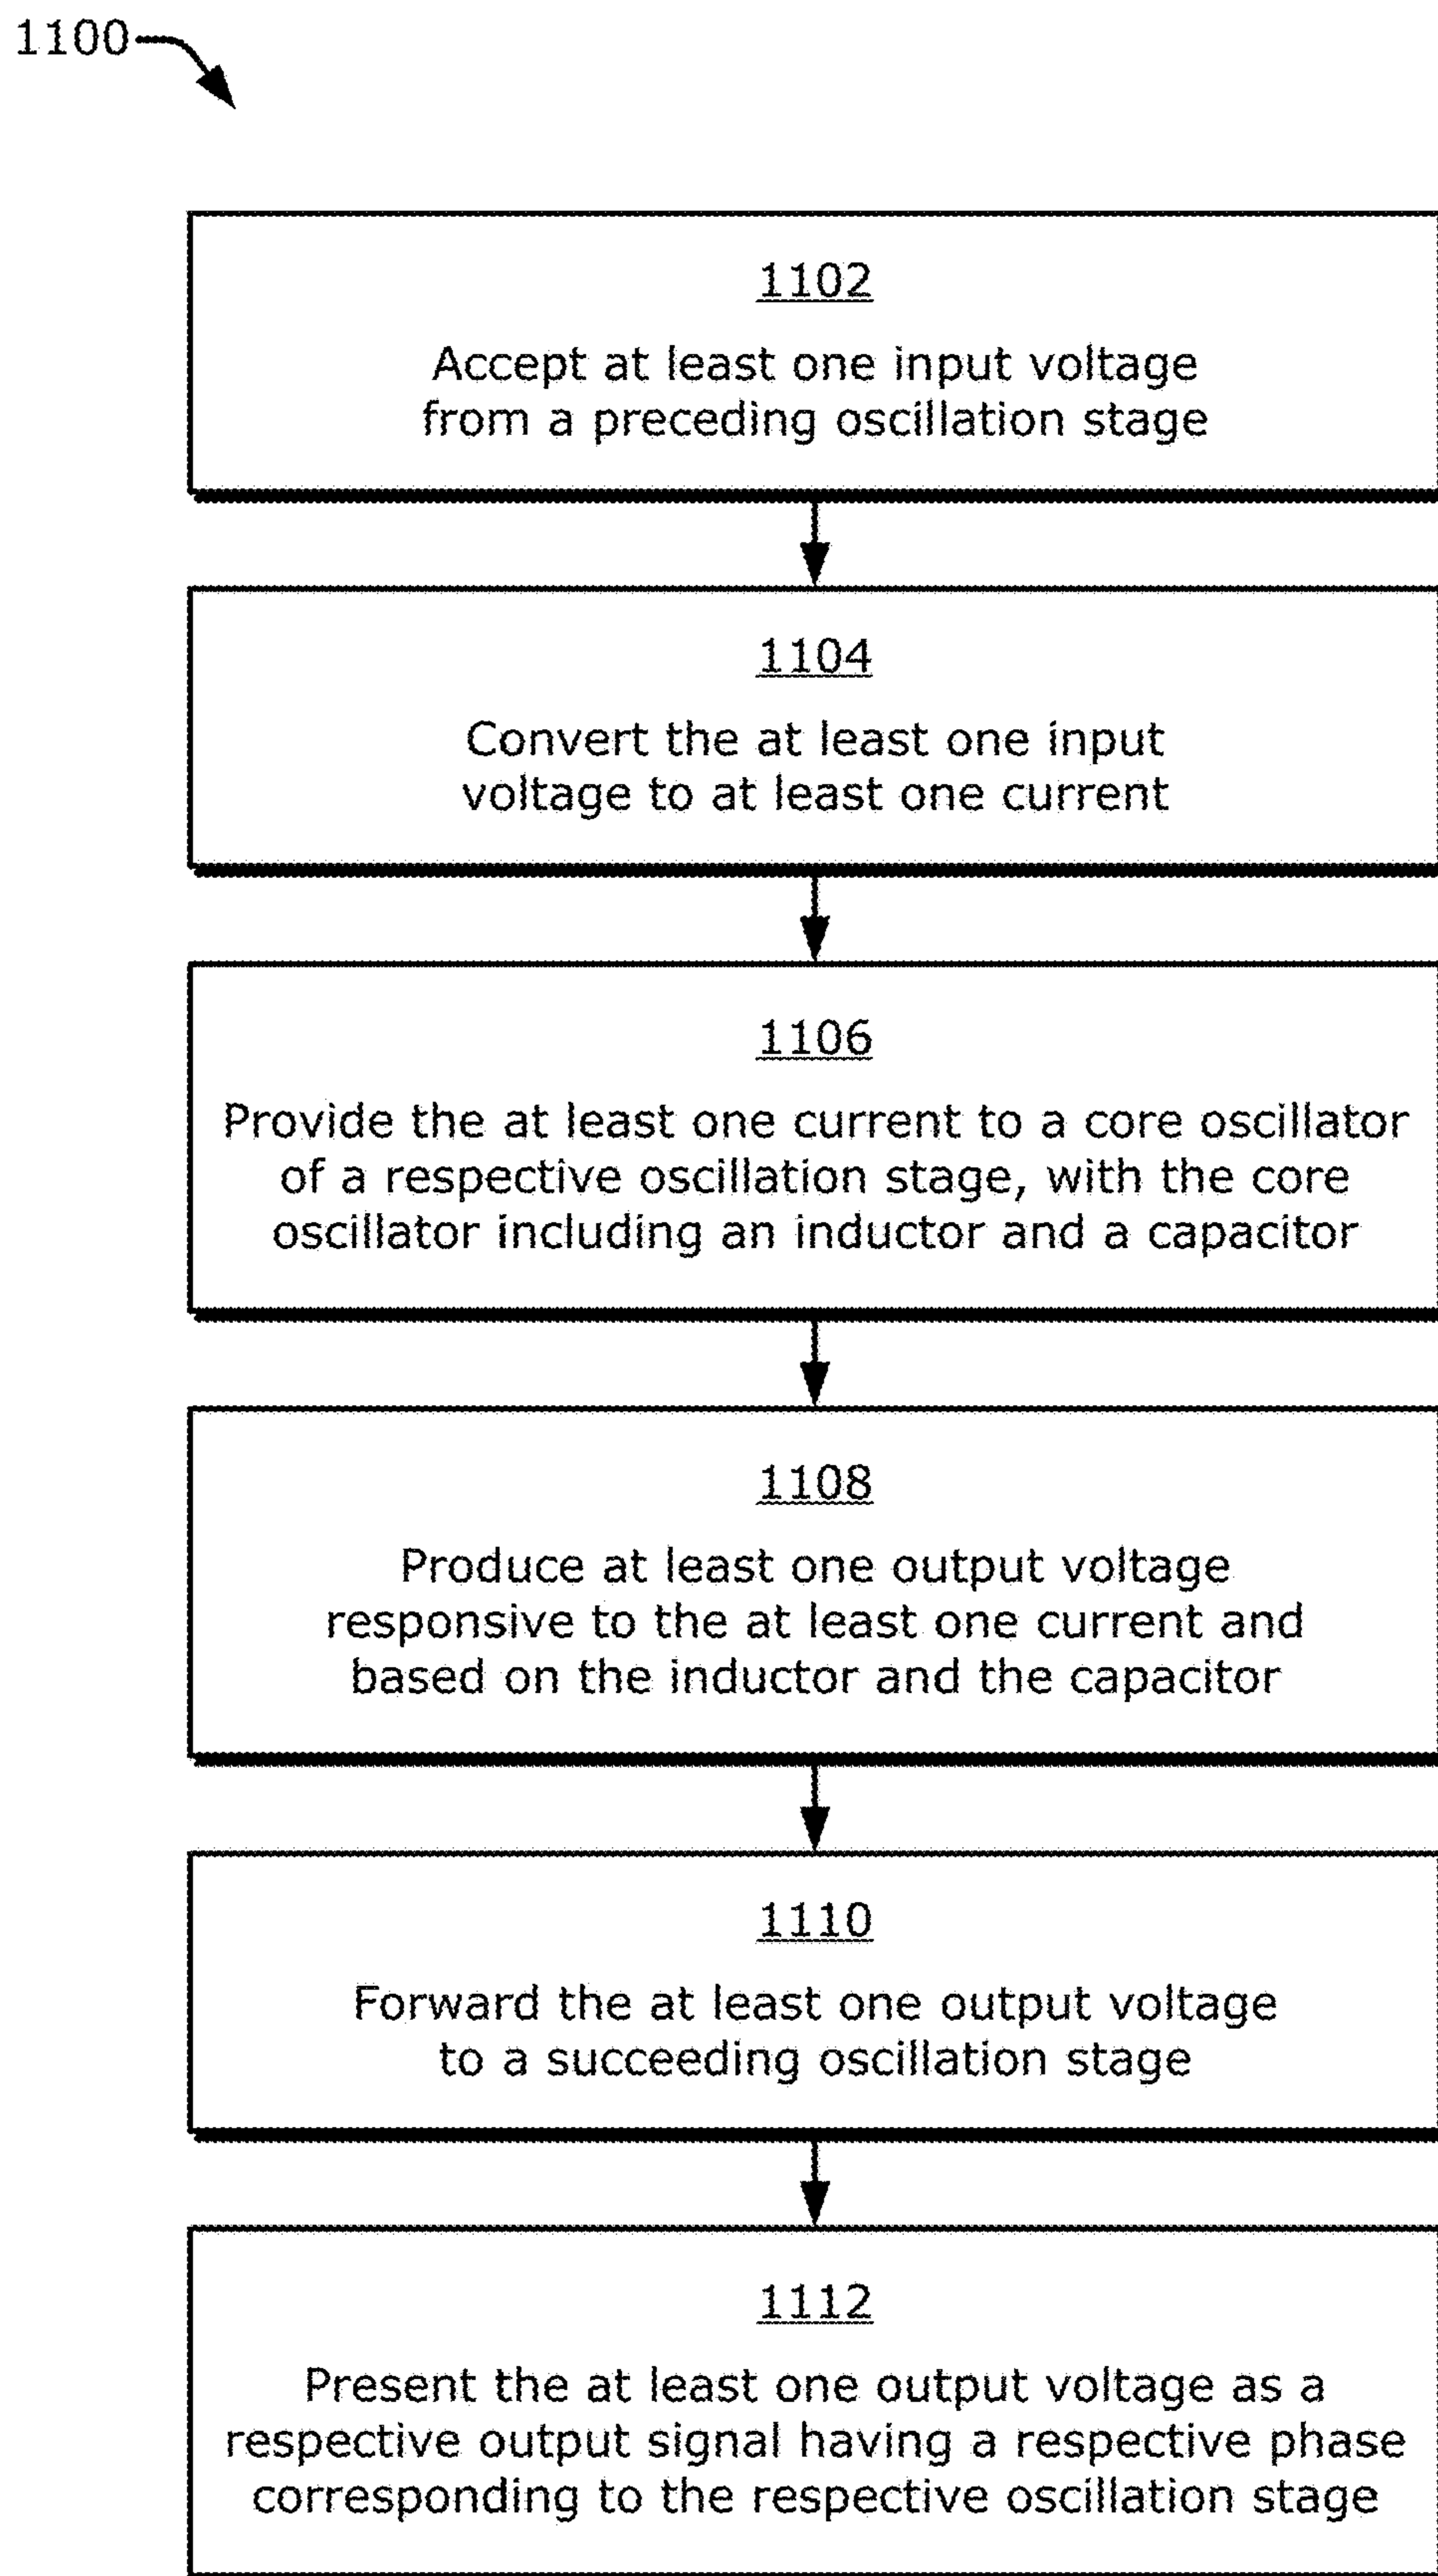 1100
1102
Accept at least one input voltage
from a preceding oscillation stage
1104
Convert the at least one input
voltage to at least one current
1106
Provide the at least one current to a core oscillator
of a respective oscillation stage, with the core
oscillator including an inductor and a capacitor
1108
Produce at least one output voltage
responsive to the at least one current and
based on the inductor and the capacitor
1110
Forward the at least one output voltage
to a succeeding oscillation stage
1112
Present the at least one output voltage as a
respective output signal having a respective phase
corresponding to the respective oscillation stage